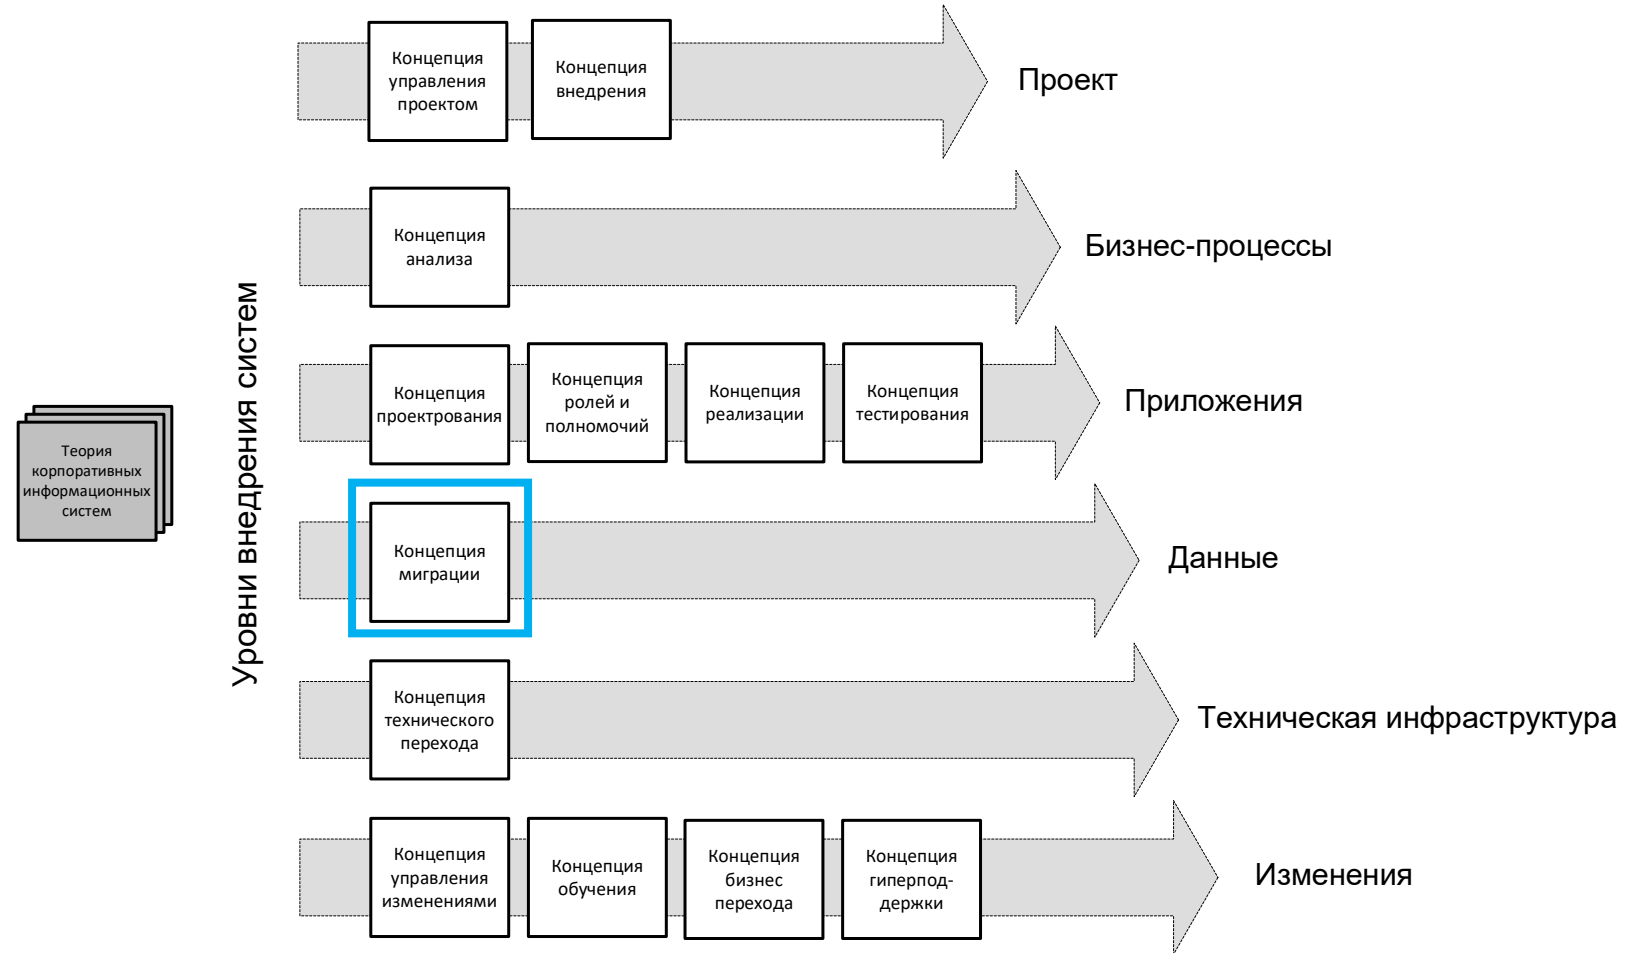 Концепция
управления
проектом
Концепция
внедрения
Проект
Концепция
анализа
Бизнес-процессы
Концепция
проектрования
Концепция
ролей и
полномочий
Концепция
реализации
Концепция
тестирования
Приложения
Теория
корпоративных
информационных
систем
Уровни внедрения систем
Концепция
миграции
Данные
Концепция
технического
перехода
Техническая инфраструктура
Концепция
управления
изменениями
Концепция
обучения
Концепция
бизнес
перехода
Концепция
гиперпод-
держки
Изменения